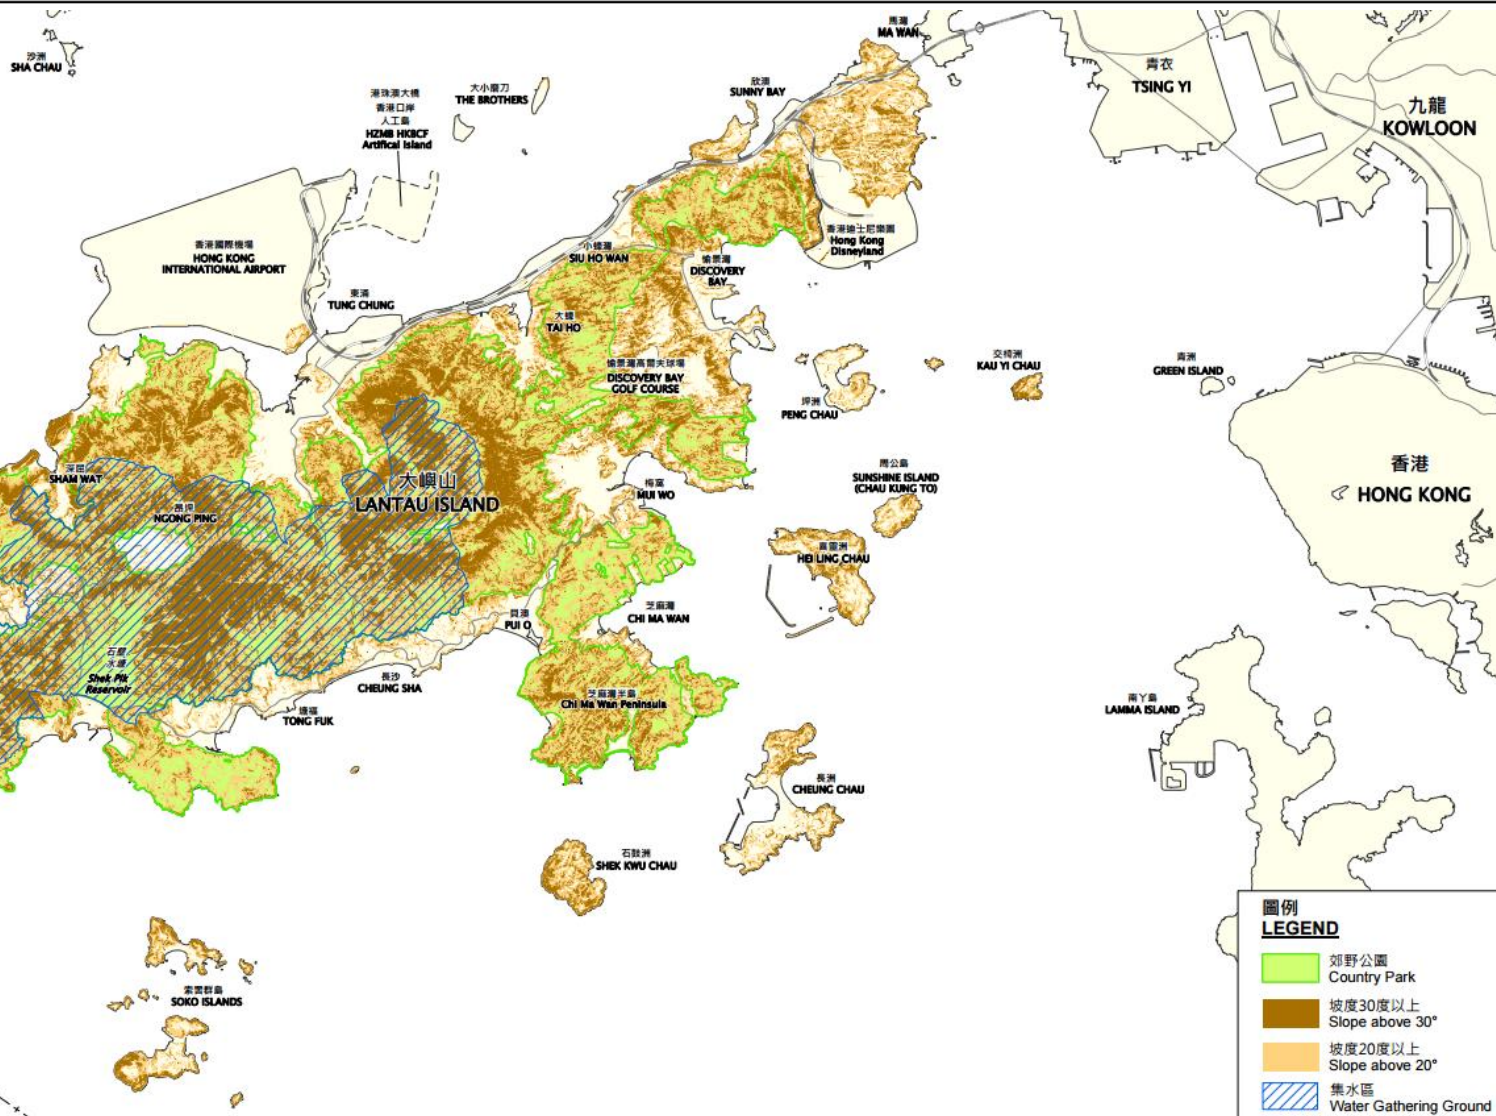 馬灣
MA WAN
沙洲
SHA CHAU
青衣
TSING YI
欣澳
SUNNY BAY
大小磨刀
THE BROTHERS
港珠澳大橋
香港口岸
人工島
HZMB HKBCF
Artifical Island
九龍
KOWLOON
香港國際機場
HONG KONG
INTERNATIONAL AIRPORT
香港迪士尼樂園
Hong Kong
Disneyland
小蠔灣
SIU HO WAN
愉景灣
DISCOVERY
BAY
東涌
TUNG CHUNG
大蠔
TAI HO
愉景灣高爾夫球場
DISCOVERY BAY
GOLF COURSE
交椅洲
KAU YI CHAU
青洲
GREEN ISLAND
坪洲
PENG CHAU
香港
HONG KONG
周公島
SUNSHINE ISLAND
(CHAU KUNG TO)
深屈
SHAM WAT
大嶼山
LANTAU ISLAND
梅窩
MUI WO
昂坪
NGONG PING
喜靈洲
HEI LING CHAU
貝澳
PUI O
芝麻灣
CHI MA WAN
石壁
水塘
Shek Pik
Reservoir
長沙
CHEUNG SHA
芝麻灣半島
Chi Ma Wan Peninsula
塘福
TONG FUK
南丫島
LAMMA ISLAND
長洲
CHEUNG CHAU
石鼓洲
SHEK KWU CHAU
索罟群島
SOKO ISLANDS
圖例
LEGEND
郊野公園
Country Park
坡度30度以上
Slope above 30°
坡度20度以上
Slope above 20°
集水區
Water Gathering Ground